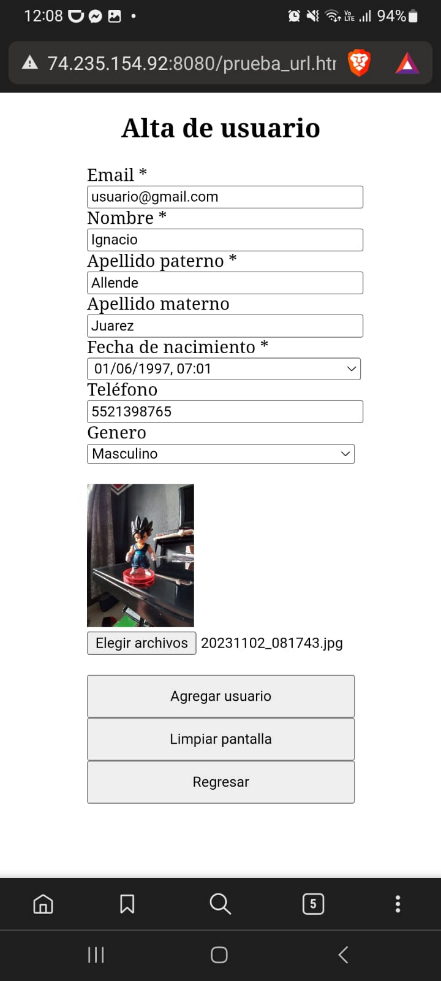 12:08
94%
74.235.154.92:8080/prueba_url.htr
Alta de usuario
Email *
usuario@gmail.com
Nombre *
Ignacio
Apellido paterno *
Allende
Apellido materno
Juarez
Fecha de nacimiento *
01/06/1997, 07:01
Teléfono
5521398765
Genero
Masculino
Elegir archivos 20231102_081743.jpg
Agregar usuario
Limpiar pantalla
Regresar
5